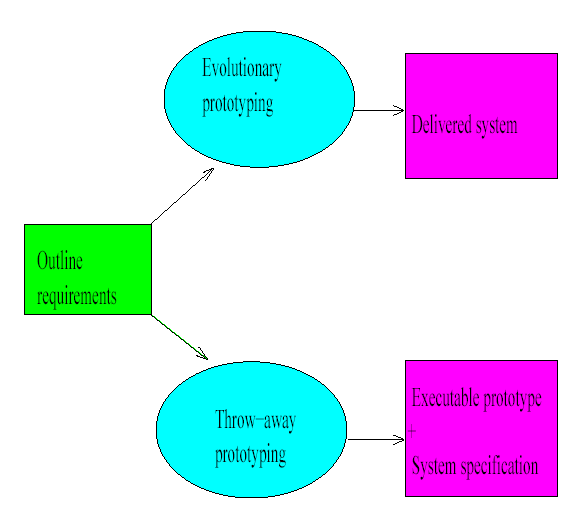 Evolutionary
prototyping
Delivered system
Outline
requirements
Throw-away
prototyping
Executable prototype
+
System specification